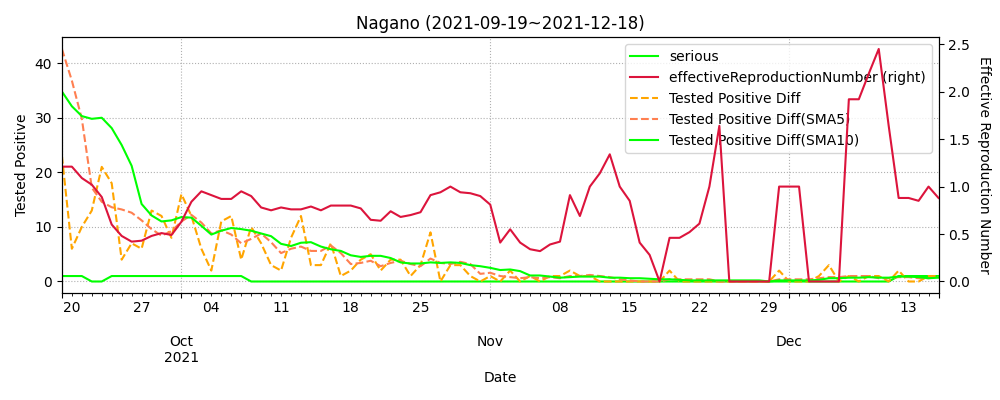 Nagano (2021-09-19~2021-12-18)
serious
effectiveReproductionNumber (right)
Tested Positive Diff
Tested Positive Diff(SMA5)
Tested Positive Diff(SMA10)
Tested Positive
40
30
20
10
0
Effective Reproduction Number
2.5
2.0
1.5
1.0
0.5
0.0
20 27 04 11 18 25 08 15 22 29 06 13
Oct Nov Dec
2021
Date